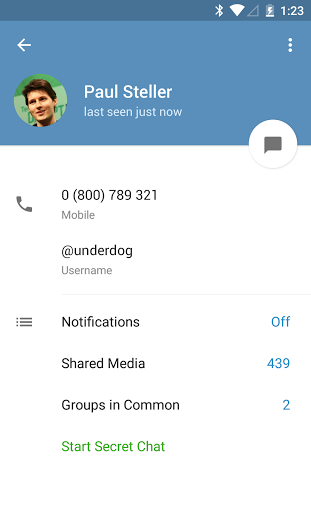 1:23
Paul Steller
last seen just now
0 (800) 789 321
Mobile
@underdog
Username
Notifications Off
Shared Media 439
Groups in Common 2
Start Secret Chat